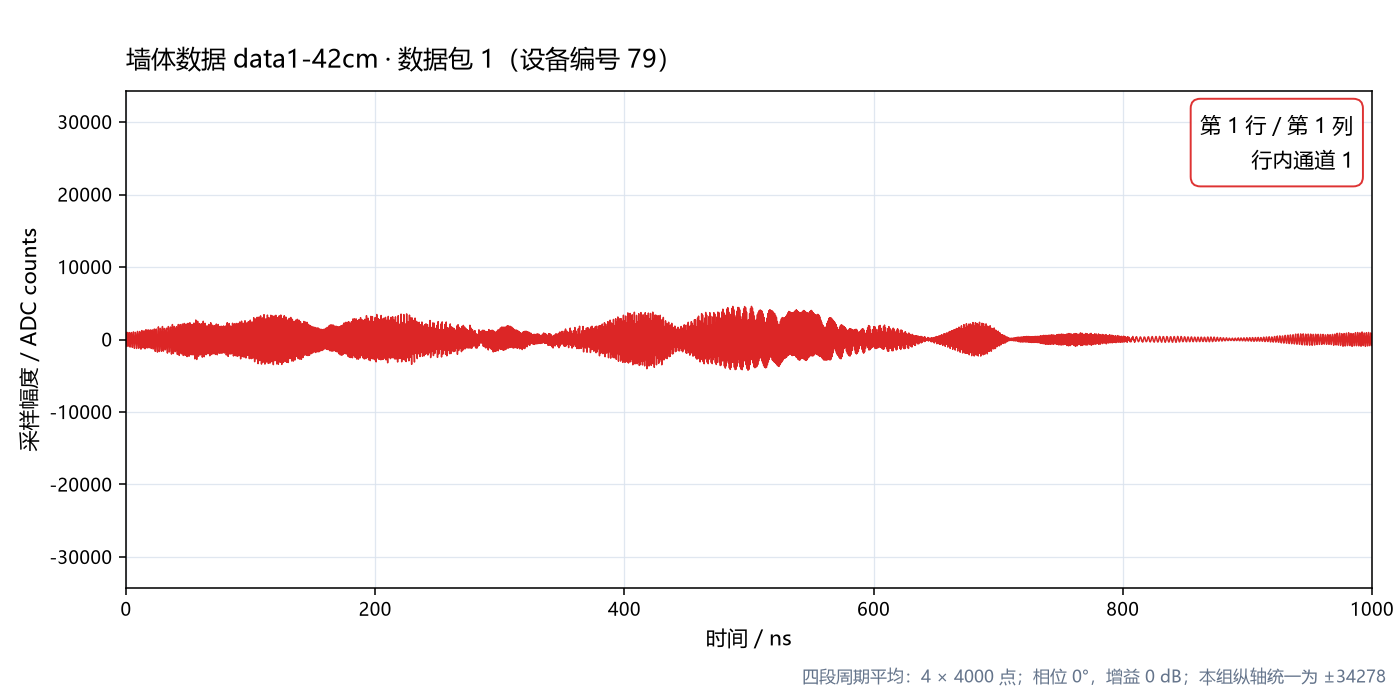 墙体数据 data1-42cm · 数据包 1（设备编号 79）
第 1 行 / 第 1 列
行内通道 1
采样幅度 / ADC counts
30000
20000
10000
0
-10000
-20000
-30000
0 200 400 600 800 1000
时间 / ns
四段周期平均：4 × 4000 点；相位 0°，增益 0 dB；本组纵轴统一为 ±34278